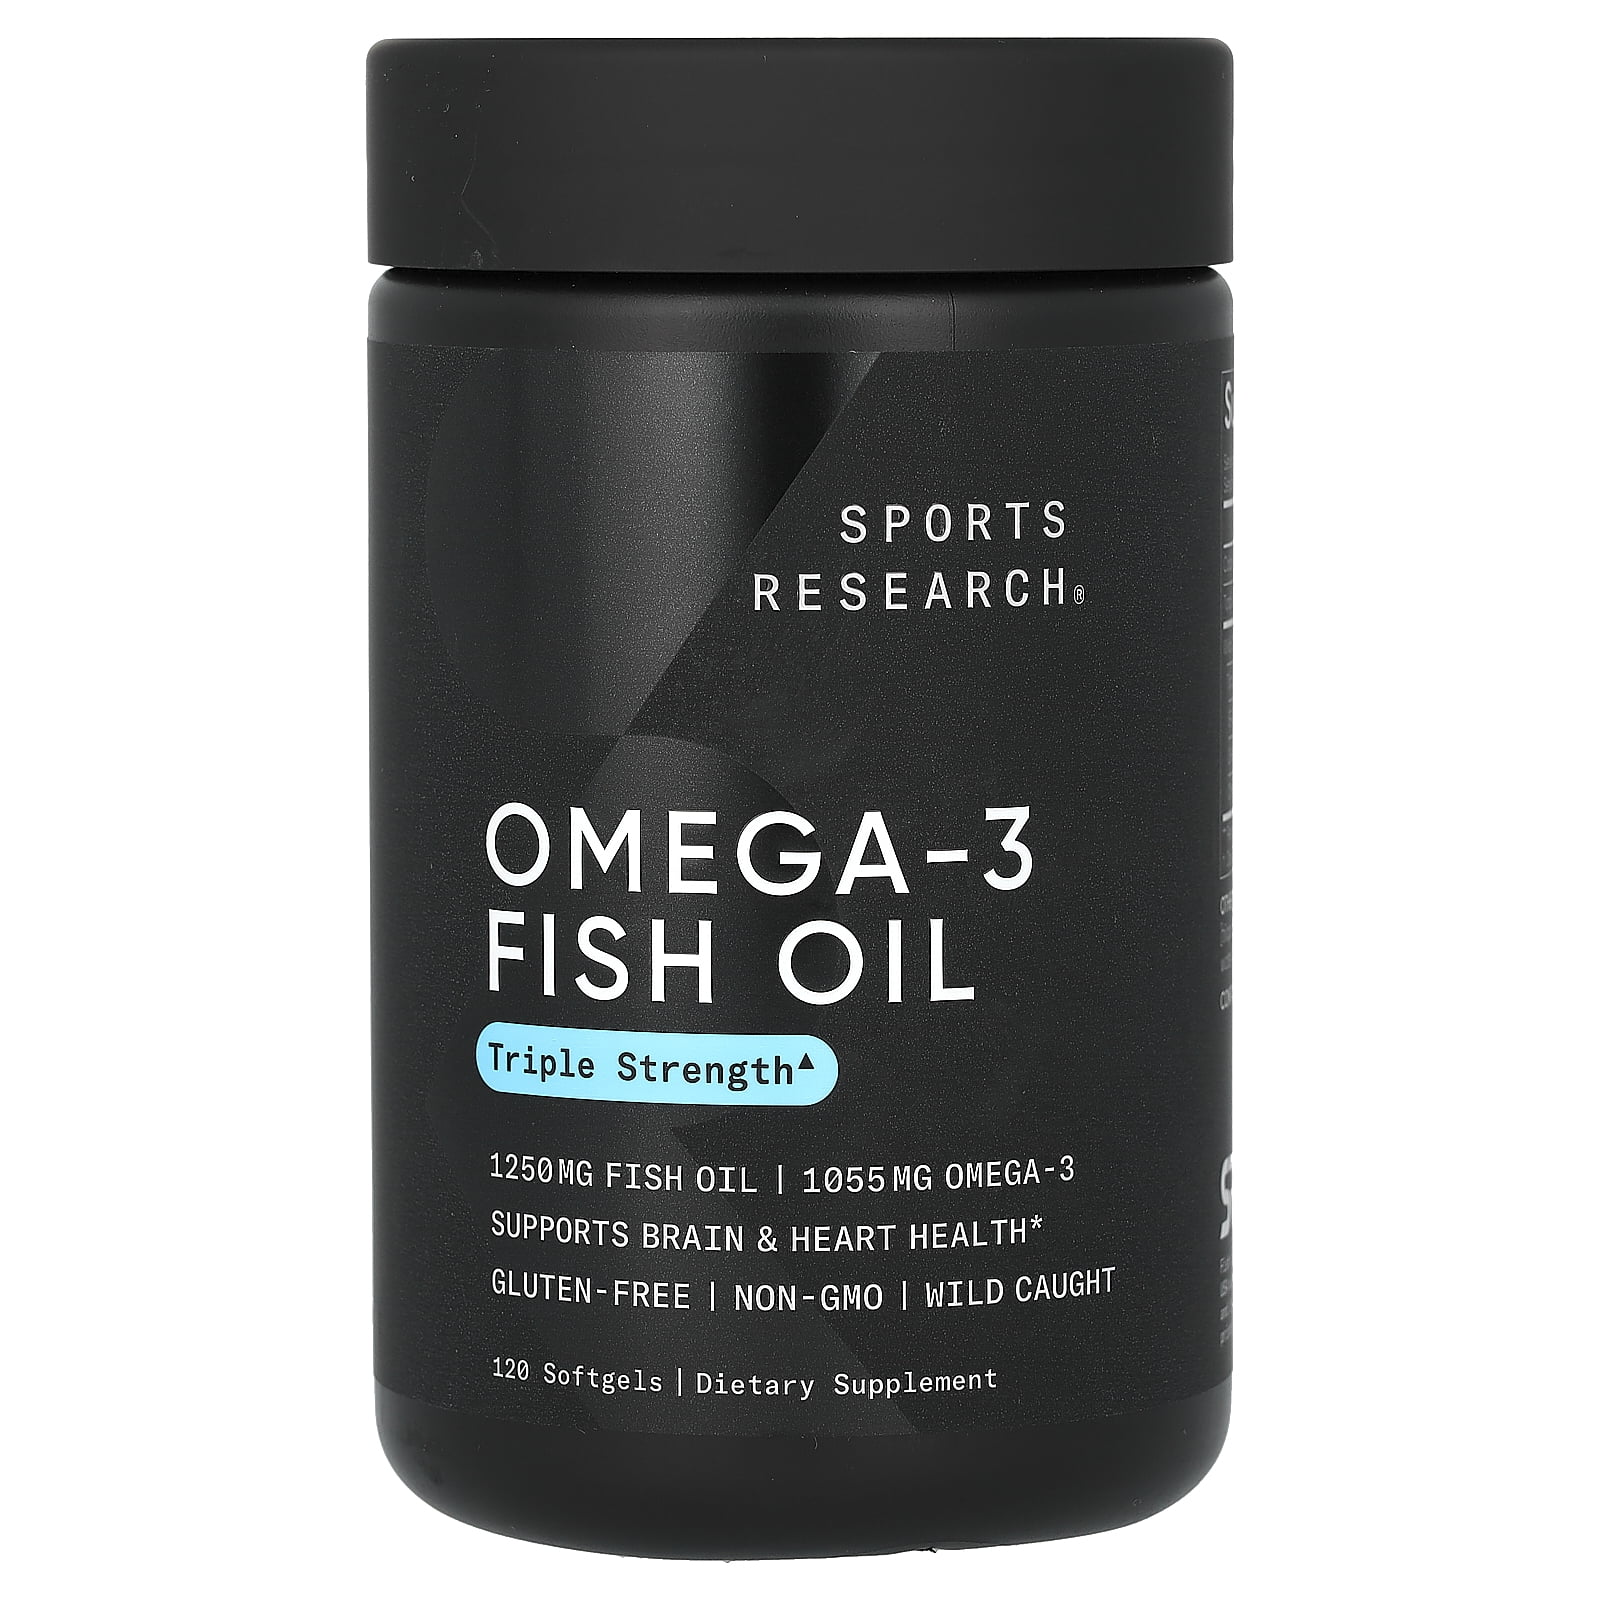 SPORTS
RESEARCH®
OMEGA-3
FISH OIL
Triple Strength▲
1250 MG FISH OIL | 1055 MG OMEGA-3
SUPPORTS BRAIN & HEART HEALTH*
GLUTEN-FREE | NON-GMO | WILD CAUGHT
120 Softgels | Dietary Supplement